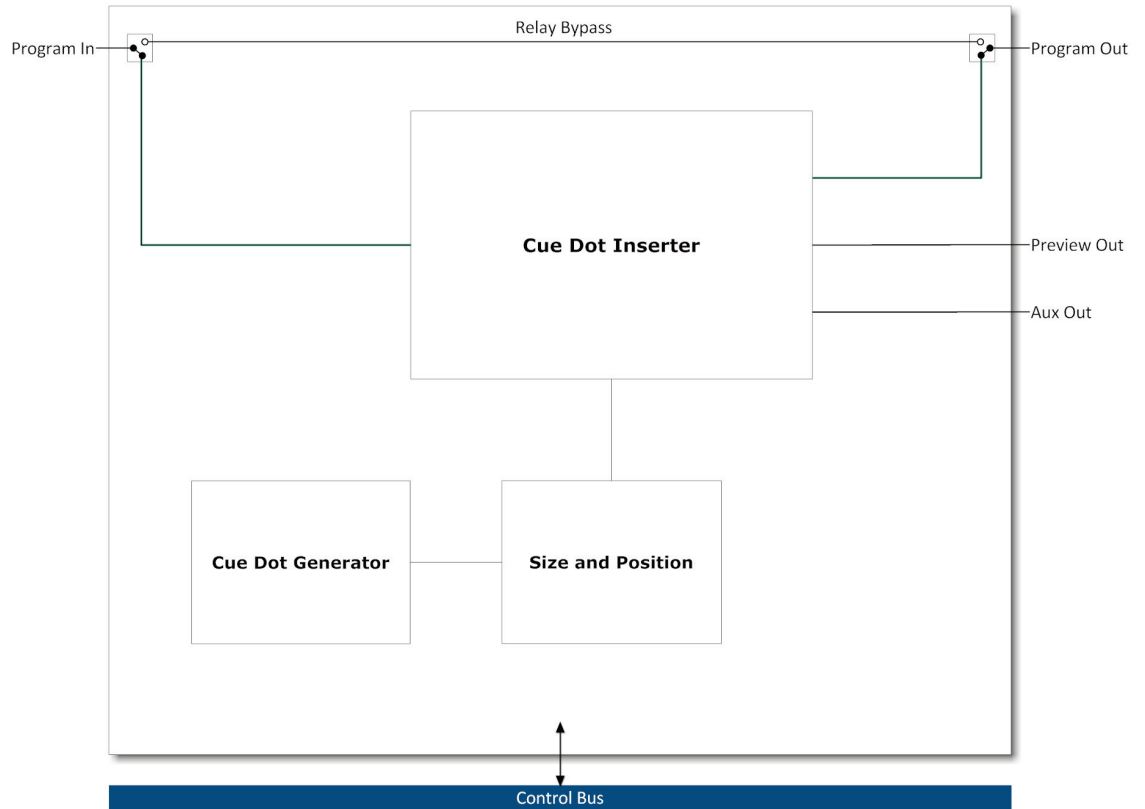 Relay Bypass
Program In
Program Out
Cue Dot Inserter
Preview Out
Aux Out
Cue Dot Generator
Size and Position
Control Bus